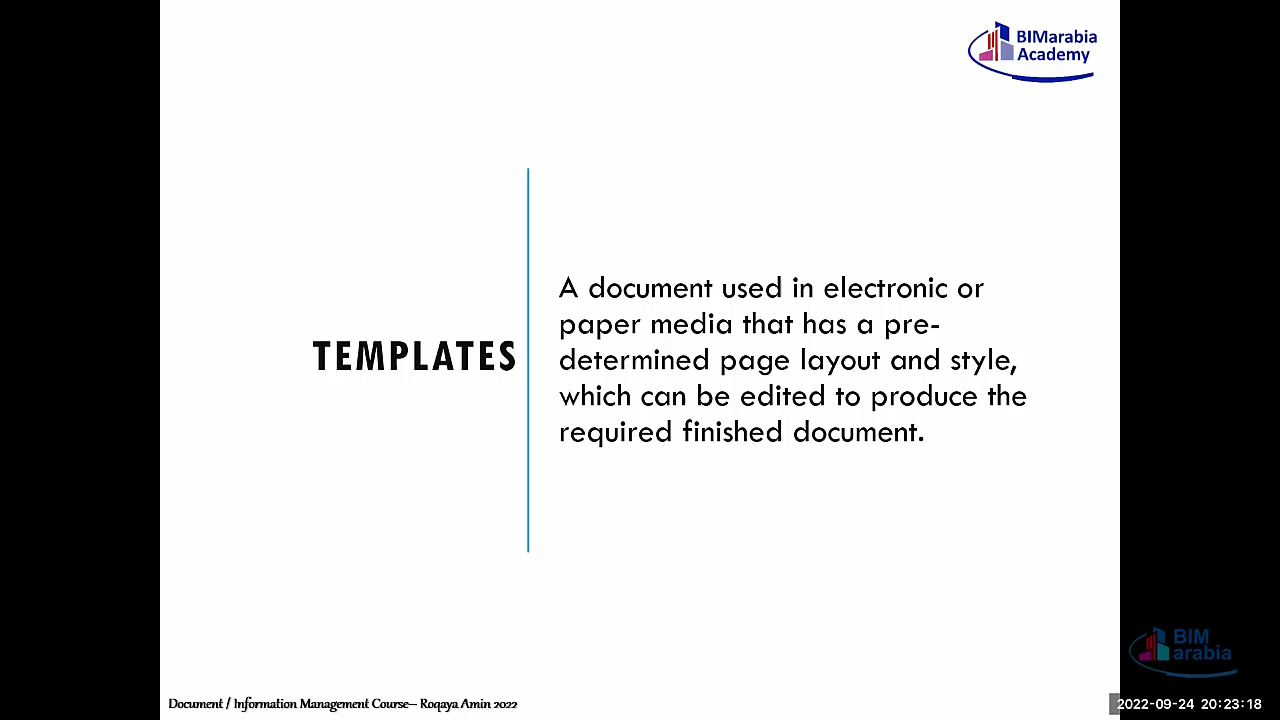 BIMarabia
Academy
TEMPLATES
A document used in electronic or
paper media that has a pre-
determined page layout and style,
which can be edited to produce the
required finished document.
BIM
arabia
Document / Information Management Course– Roqaya Amin 2022
2022-09-24 20:23:18